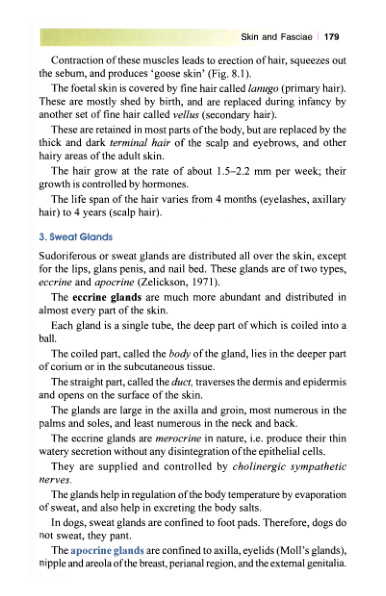 Skin and Fasciae | 179
Contraction of these muscles leads to erection of hair, squeezes out
the sebum, and produces ‘goose skin’ (Fig. 8.1).
The foetal skin is covered by fine hair called lanugo (primary hair).
These are mostly shed by birth, and are replaced during infancy by
another set of fine hair called vellus (secondary hair).
These are retained in most parts of the body, but are replaced by the
thick and dark terminal hair of the scalp and eyebrows, and other
hairy areas of the adult skin.
The hair grow at the rate of about 1.5–2.2 mm per week; their
growth is controlled by hormones.
The life span of the hair varies from 4 months (eyelashes, axillary
hair) to 4 years (scalp hair).
3. Sweat Glands
Sudoriferous or sweat glands are distributed all over the skin, except
for the lips, glans penis, and nail bed. These glands are of two types,
eccrine and apocrine (Zelickson, 1971).
The eccrine glands are much more abundant and distributed in
almost every part of the skin.
Each gland is a single tube, the deep part of which is coiled into a
ball.
The coiled part, called the body of the gland, lies in the deeper part
of corium or in the subcutaneous tissue.
The straight part, called the duct, traverses the dermis and epidermis
and opens on the surface of the skin.
The glands are large in the axilla and groin, most numerous in the
palms and soles, and least numerous in the neck and back.
The eccrine glands are merocrine in nature, i.e. produce their thin
watery secretion without any disintegration of the epithelial cells.
They are supplied and controlled by cholinergic sympathetic
nerves.
The glands help in regulation of the body temperature by evaporation
of sweat, and also help in excreting the body salts.
In dogs, sweat glands are confined to foot pads. Therefore, dogs do
not sweat, they pant.
The apocrine glands are confined to axilla, eyelids (Moll’s glands),
nipple and areola of the breast, perianal region, and the external genitalia.